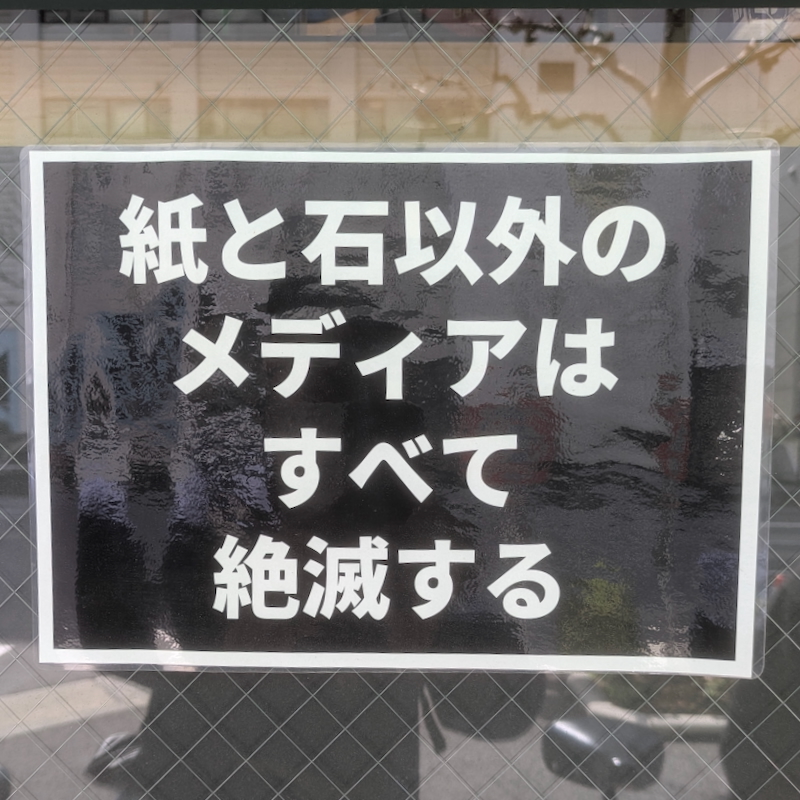 紙と石以外の
メディアは
すべて
絶滅する